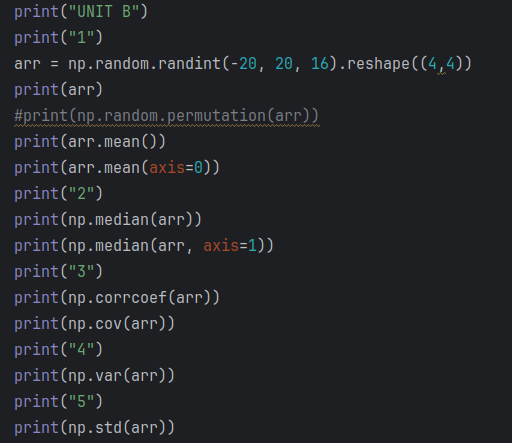 print("UNIT B")
print("1")
arr = np.random.randint(-20, 20, 16).reshape((4,4))
print(arr)
#print(np.random.permutation(arr))
print(arr.mean())
print(arr.mean(axis=0))
print("2")
print(np.median(arr))
print(np.median(arr, axis=1))
print("3")
print(np.corrcoef(arr))
print(np.cov(arr))
print("4")
print(np.var(arr))
print("5")
print(np.std(arr))